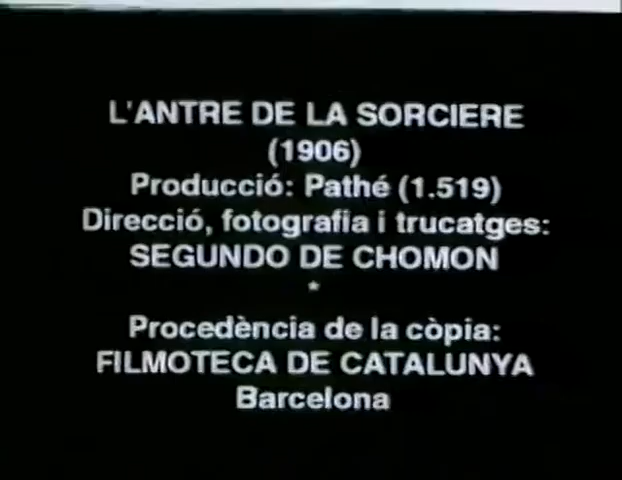 L'ANTRE DE LA SORCIERE
(1906)
Producció: Pathé (1.519)
Direcció, fotografia i trucatges:
SEGUNDO DE CHOMON
*
Procedència de la còpia:
FILMOTECA DE CATALUNYA
Barcelona